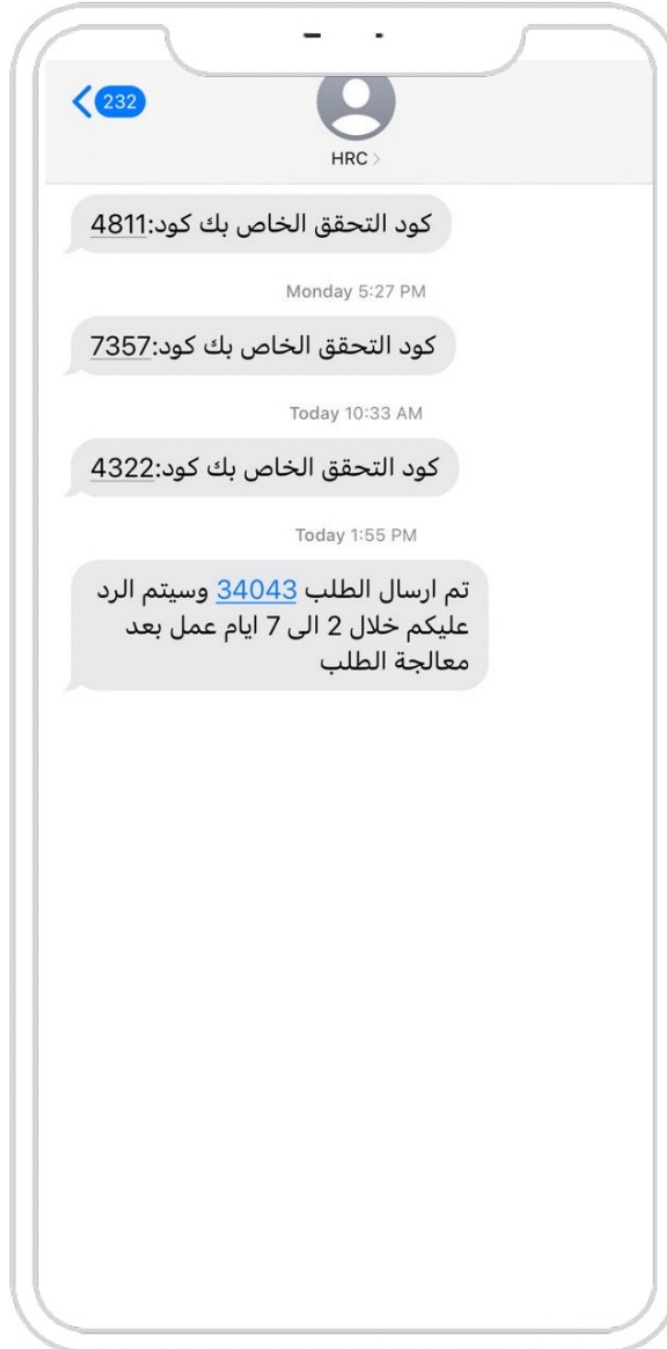 232
HRC >
كود التحقق الخاص بك كود:4811
Monday 5:27 PM
كود التحقق الخاص بك كود:7357
Today 10:33 AM
كود التحقق الخاص بك كود:4322
Today 1:55 PM
تم ارسال الطلب 34043 وسيتم الرد
عليكم خلال 2 الى 7 ايام عمل بعد
معالجة الطلب